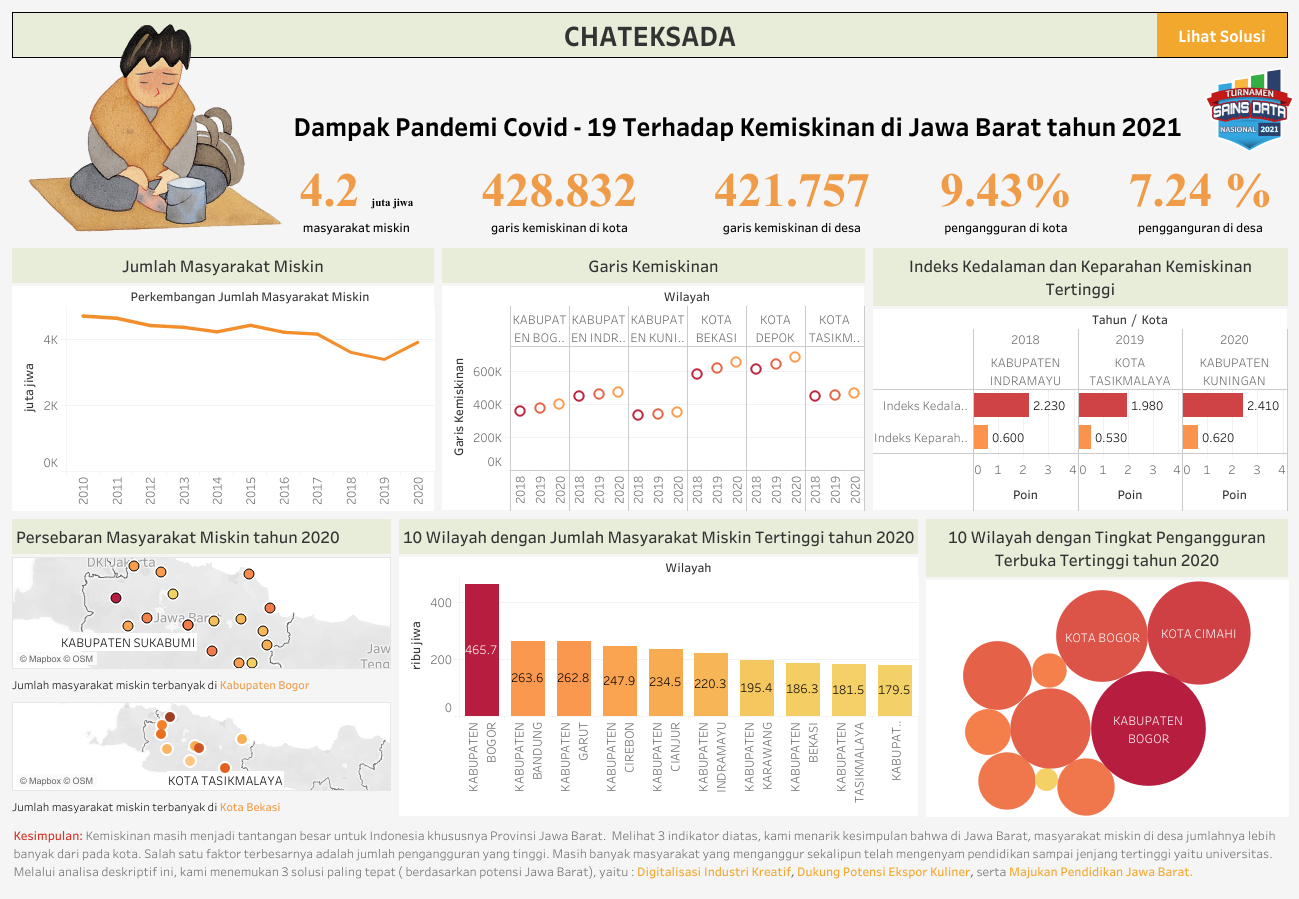 CHATEKSADA
Lihat Solusi
TURNAMEN
SAINS DATA
NASIONAL 2021
Dampak Pandemi Covid - 19 Terhadap Kemiskinan di Jawa Barat tahun 2021
4.2 juta jiwa
masyarakat miskin
428.832
garis kemiskinan di kota
421.757
garis kemiskinan di desa
9.43%
pengangguran di kota
7.24 %
pengganguran di desa
Jumlah Masyarakat Miskin
Perkembangan Jumlah Masyarakat Miskin
juta jiwa
4K
2K
0K
2010 2011 2012 2013 2014 2015 2016 2017 2018 2019 2020
Garis Kemiskinan
Wilayah
KABUPAT KABUPAT KABUPAT KOTA KOTA KOTA
EN BOG.. EN INDR.. EN KUNI.. BEKASI DEPOK TASIKM..
Garis Kemiskinan
600K
400K
200K
0K
2018 2019 2020 2018 2019 2020 2018 2019 2020 2018 2019 2020 2018 2019 2020 2018 2019 2020
Indeks Kedalaman dan Keparahan Kemiskinan
Tertinggi
Tahun / Kota
2018 2019 2020
KABUPATEN KOTA KABUPATEN
INDRAMAYU TASIKMALAYA KUNINGAN
Indeks Kedala.. 2.230 1.980 2.410
Indeks Keparah.. 0.600 0.530 0.620
0 1 2 3 4 0 1 2 3 4 0 1 2 3 4
Poin Poin Poin
Persebaran Masyarakat Miskin tahun 2020
DKI Jakarta
Jawa Barat
KABUPATEN SUKABUMI
Jaw
Teng
© Mapbox © OSM
Jumlah masyarakat miskin terbanyak di Kabupaten Bogor
KOTA TASIKMALAYA
© Mapbox © OSM
Jumlah masyarakat miskin terbanyak di Kota Bekasi
10 Wilayah dengan Jumlah Masyarakat Miskin Tertinggi tahun 2020
Wilayah
ribu jiwa
400
200
0
465.7 263.6 262.8 247.9 234.5 220.3 195.4 186.3 181.5 179.5
KABUPATEN BOGOR
KABUPATEN BANDUNG
KABUPATEN GARUT
KABUPATEN CIREBON
KABUPATEN CIANJUR
KABUPATEN INDRAMAYU
KABUPATEN KARAWANG
KABUPATEN BEKASI
KABUPATEN TASIKMALAYA
KABUPAT..
10 Wilayah dengan Tingkat Pengangguran
Terbuka Tertinggi tahun 2020
KOTA BOGOR
KOTA CIMAHI
KABUPATEN
BOGOR
Kesimpulan: Kemiskinan masih menjadi tantangan besar untuk Indonesia khususnya Provinsi Jawa Barat. Melihat 3 indikator diatas, kami menarik kesimpulan bahwa di Jawa Barat, masyarakat miskin di desa jumlahnya lebih
banyak dari pada kota. Salah satu faktor terbesarnya adalah jumlah pengangguran yang tinggi. Masih banyak masyarakat yang menganggur sekalipun telah mengenyam pendidikan sampai jenjang tertinggi yaitu universitas.
Melalui analisa deskriptif ini, kami menemukan 3 solusi paling tepat ( berdasarkan potensi Jawa Barat), yaitu : Digitalisasi Industri Kreatif, Dukung Potensi Ekspor Kuliner, serta Majukan Pendidikan Jawa Barat.